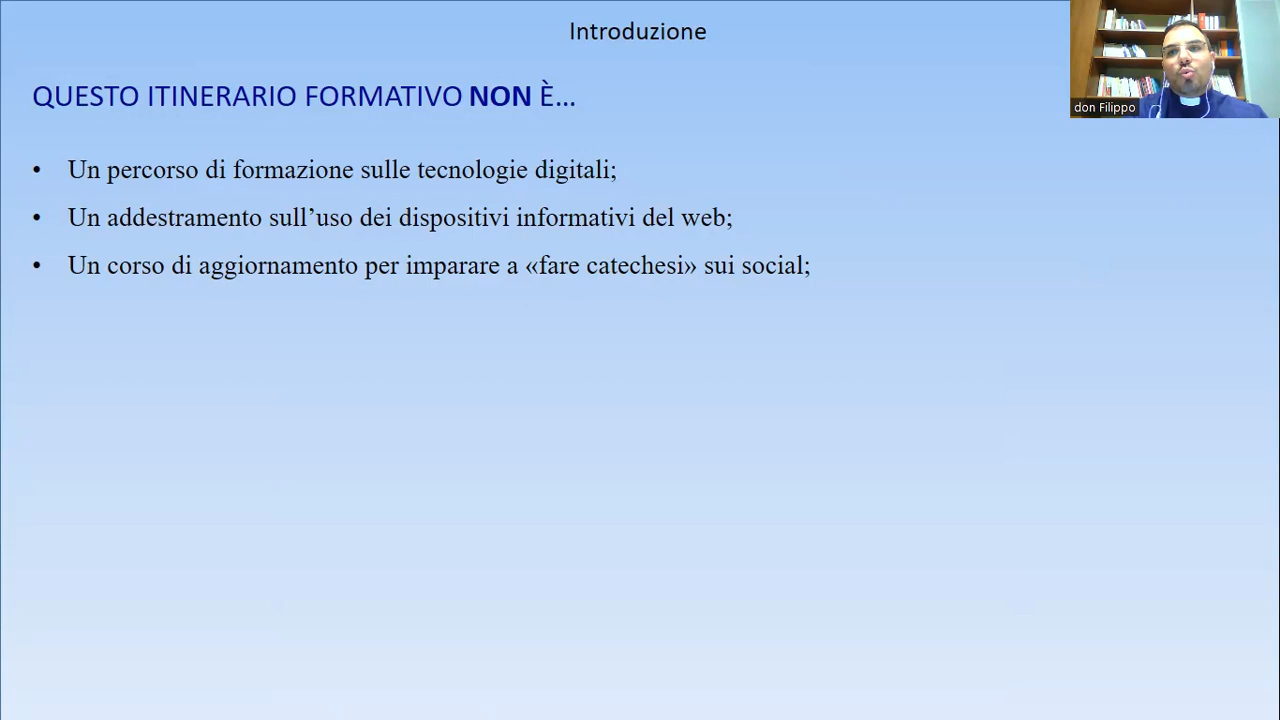 Introduzione
don Filippo
QUESTO ITINERARIO FORMATIVO NON È...
• Un percorso di formazione sulle tecnologie digitali;
• Un addestramento sull’uso dei dispositivi informativi del web;
• Un corso di aggiornamento per imparare a «fare catechesi» sui social;